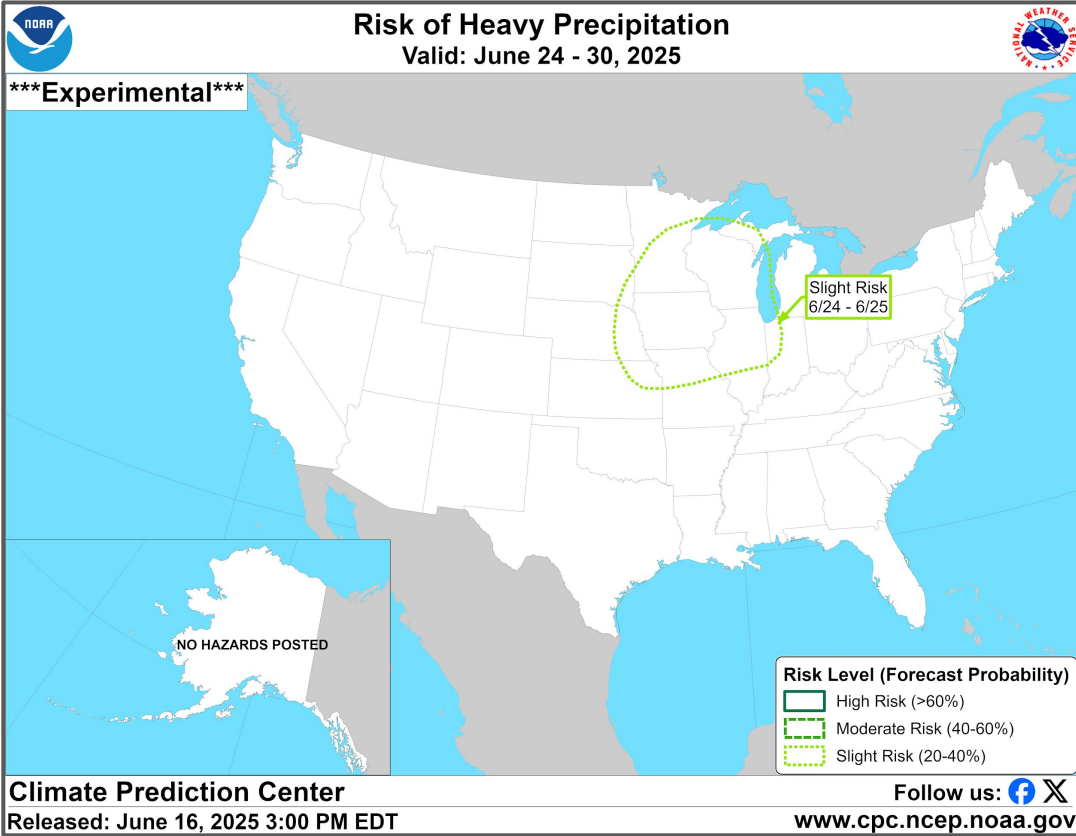 NOAA
Risk of Heavy Precipitation
Valid: June 24 - 30, 2025
NATIONAL WEATHER SERVICE
***Experimental***
Slight Risk
6/24 - 6/25
NO HAZARDS POSTED
Risk Level (Forecast Probability)
High Risk (>60%)
Moderate Risk (40-60%)
Slight Risk (20-40%)
Climate Prediction Center
Follow us:
Released: June 16, 2025 3:00 PM EDT
www.cpc.ncep.noaa.gov